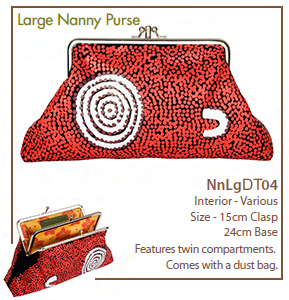 Large Nanny Purse
NnLgDT04
Interior - Various
Size - 15cm Clasp
24cm Base
Features twin compartments.
Comes with a dust bag.